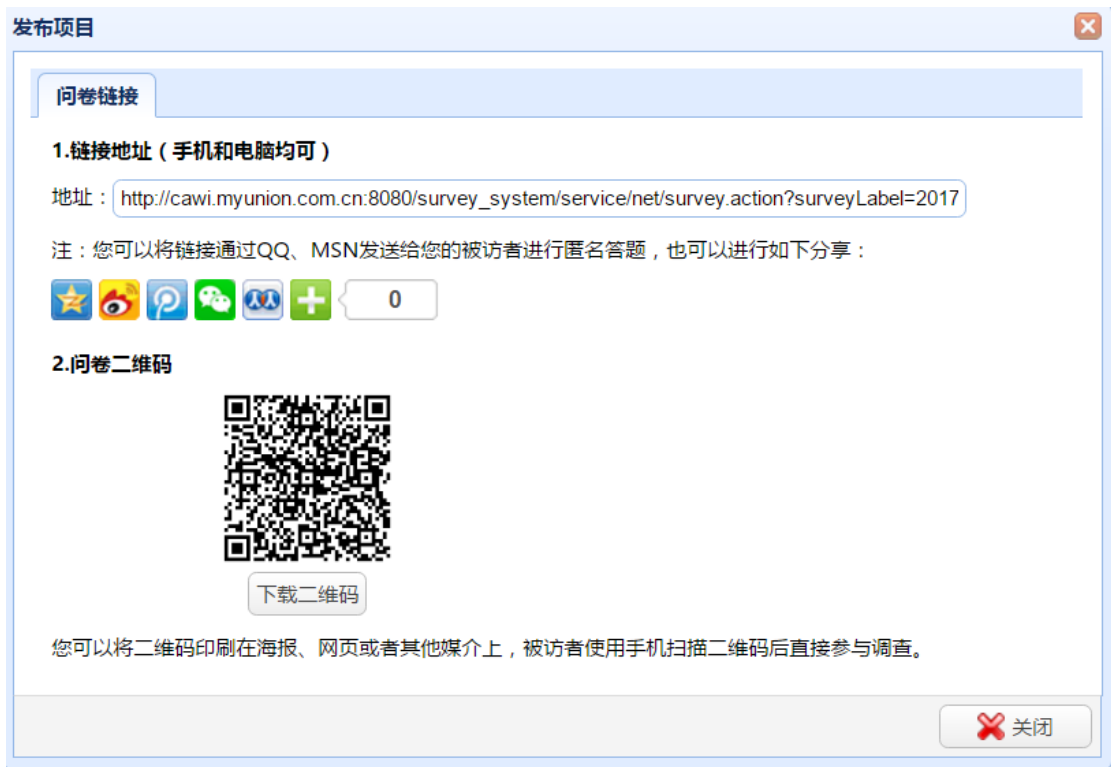 发布项目
问卷链接
1.链接地址（手机和电脑均可）
地址：http://cawi.myunion.com.cn:8080/survey_system/service/net/survey.action?surveyLabel=2017
注：您可以将链接通过QQ、MSN发送给您的被访者进行匿名答题，也可以进行如下分享：
0
2.问卷二维码
下载二维码
您可以将二维码印刷在海报、网页或者其他媒介上，被访者使用手机扫描二维码后直接参与调查。
关闭